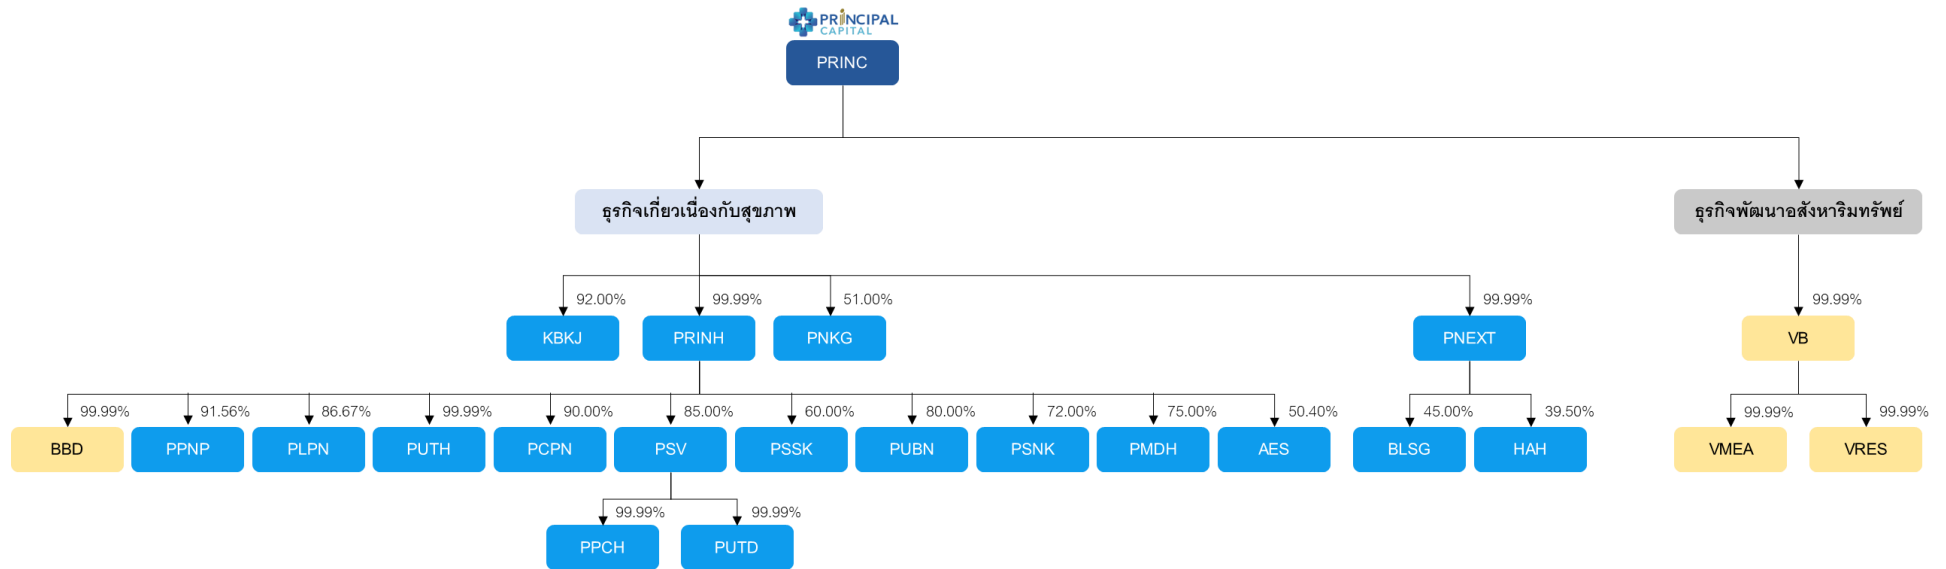 PRINCIPAL
CAPITAL
PRINC
ธุรกิจเกี่ยวเนื่องกับสุขภาพ
ธุรกิจพัฒนาอสังหาริมทรัพย์
92.00%
99.99%
51.00%
99.99%
99.99%
KBKJ
PRINH
PNKG
PNEXT
VB
99.99%
91.56%
86.67%
99.99%
90.00%
85.00%
60.00%
80.00%
72.00%
75.00%
50.40%
45.00%
39.50%
99.99%
99.99%
BBD
PPNP
PLPN
PUTH
PCPN
PSV
PSSK
PUBN
PSNK
PMDH
AES
BLSG
HAH
VMEA
VRES
99.99%
99.99%
PPCH
PUTD